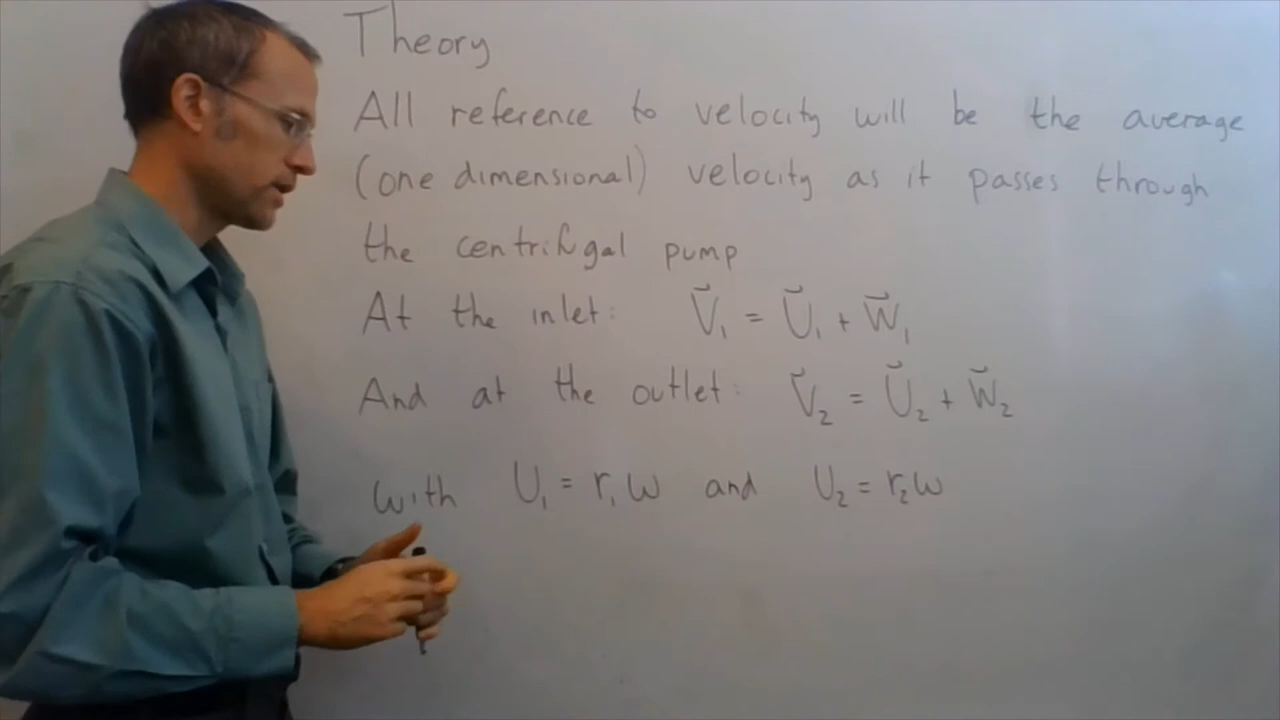 Theory
All reference to velocity will be the average
(one dimensional) velocity as it passes through
the centrifugal pump
At the inlet: V⃗₁ = U⃗₁ + W⃗₁
And at the outlet: V⃗₂ = U⃗₂ + W⃗₂
with U₁ = r₁ω and U₂ = r₂ω